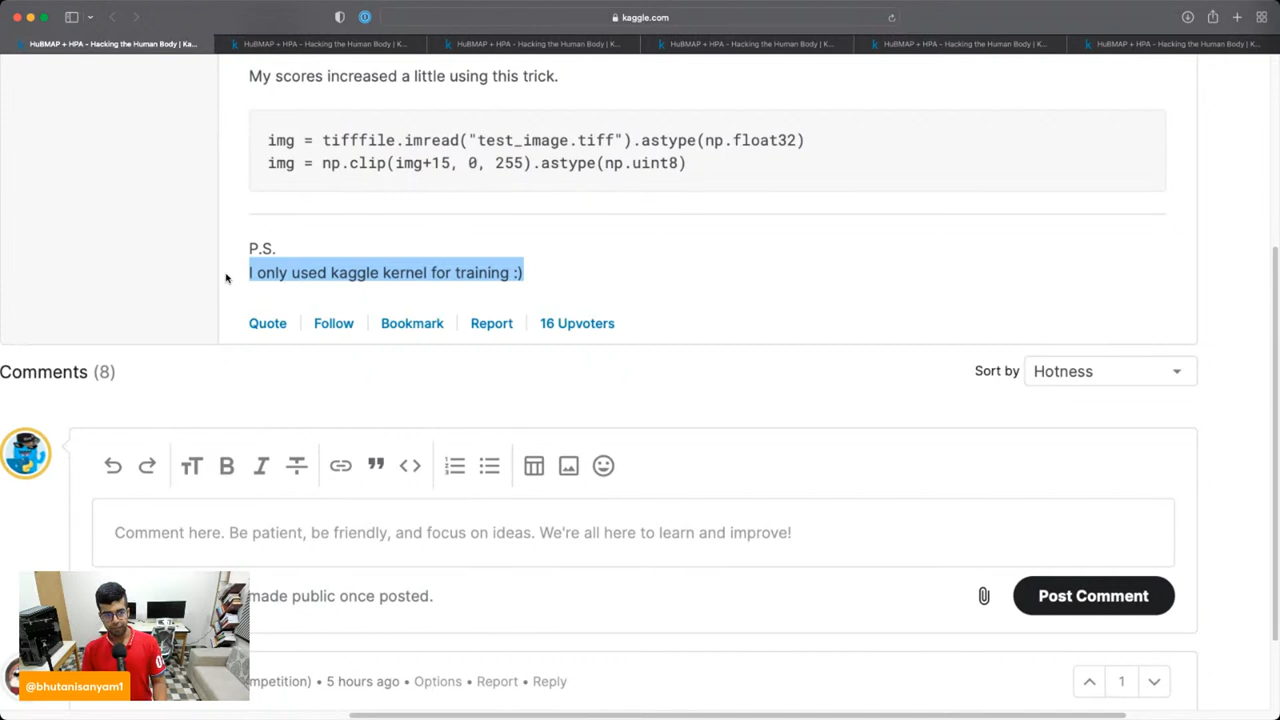 kaggle.com
HuBMAP + HPA - Hacking the Human Body | Ka...
HuBMAP + HPA - Hacking the Human Body | K...
HuBMAP + HPA - Hacking the Human Body | K...
HuBMAP + HPA - Hacking the Human Body | K...
HuBMAP + HPA - Hacking the Human Body | K...
HuBMAP + HPA - Hacking the Human Body | K...
My scores increased a little using this trick.
img = tifffile.imread("test_image.tiff").astype(np.float32)
img = np.clip(img+15, 0, 255).astype(np.uint8)
P.S.
I only used kaggle kernel for training :)
Quote Follow Bookmark Report 16 Upvoters
Comments (8)
Sort by Hotness
Comment here. Be patient, be friendly, and focus on ideas. We're all here to learn and improve!
made public once posted.
Post Comment
@bhutanisanyam1
mpetition) • 5 hours ago • Options • Report • Reply
1